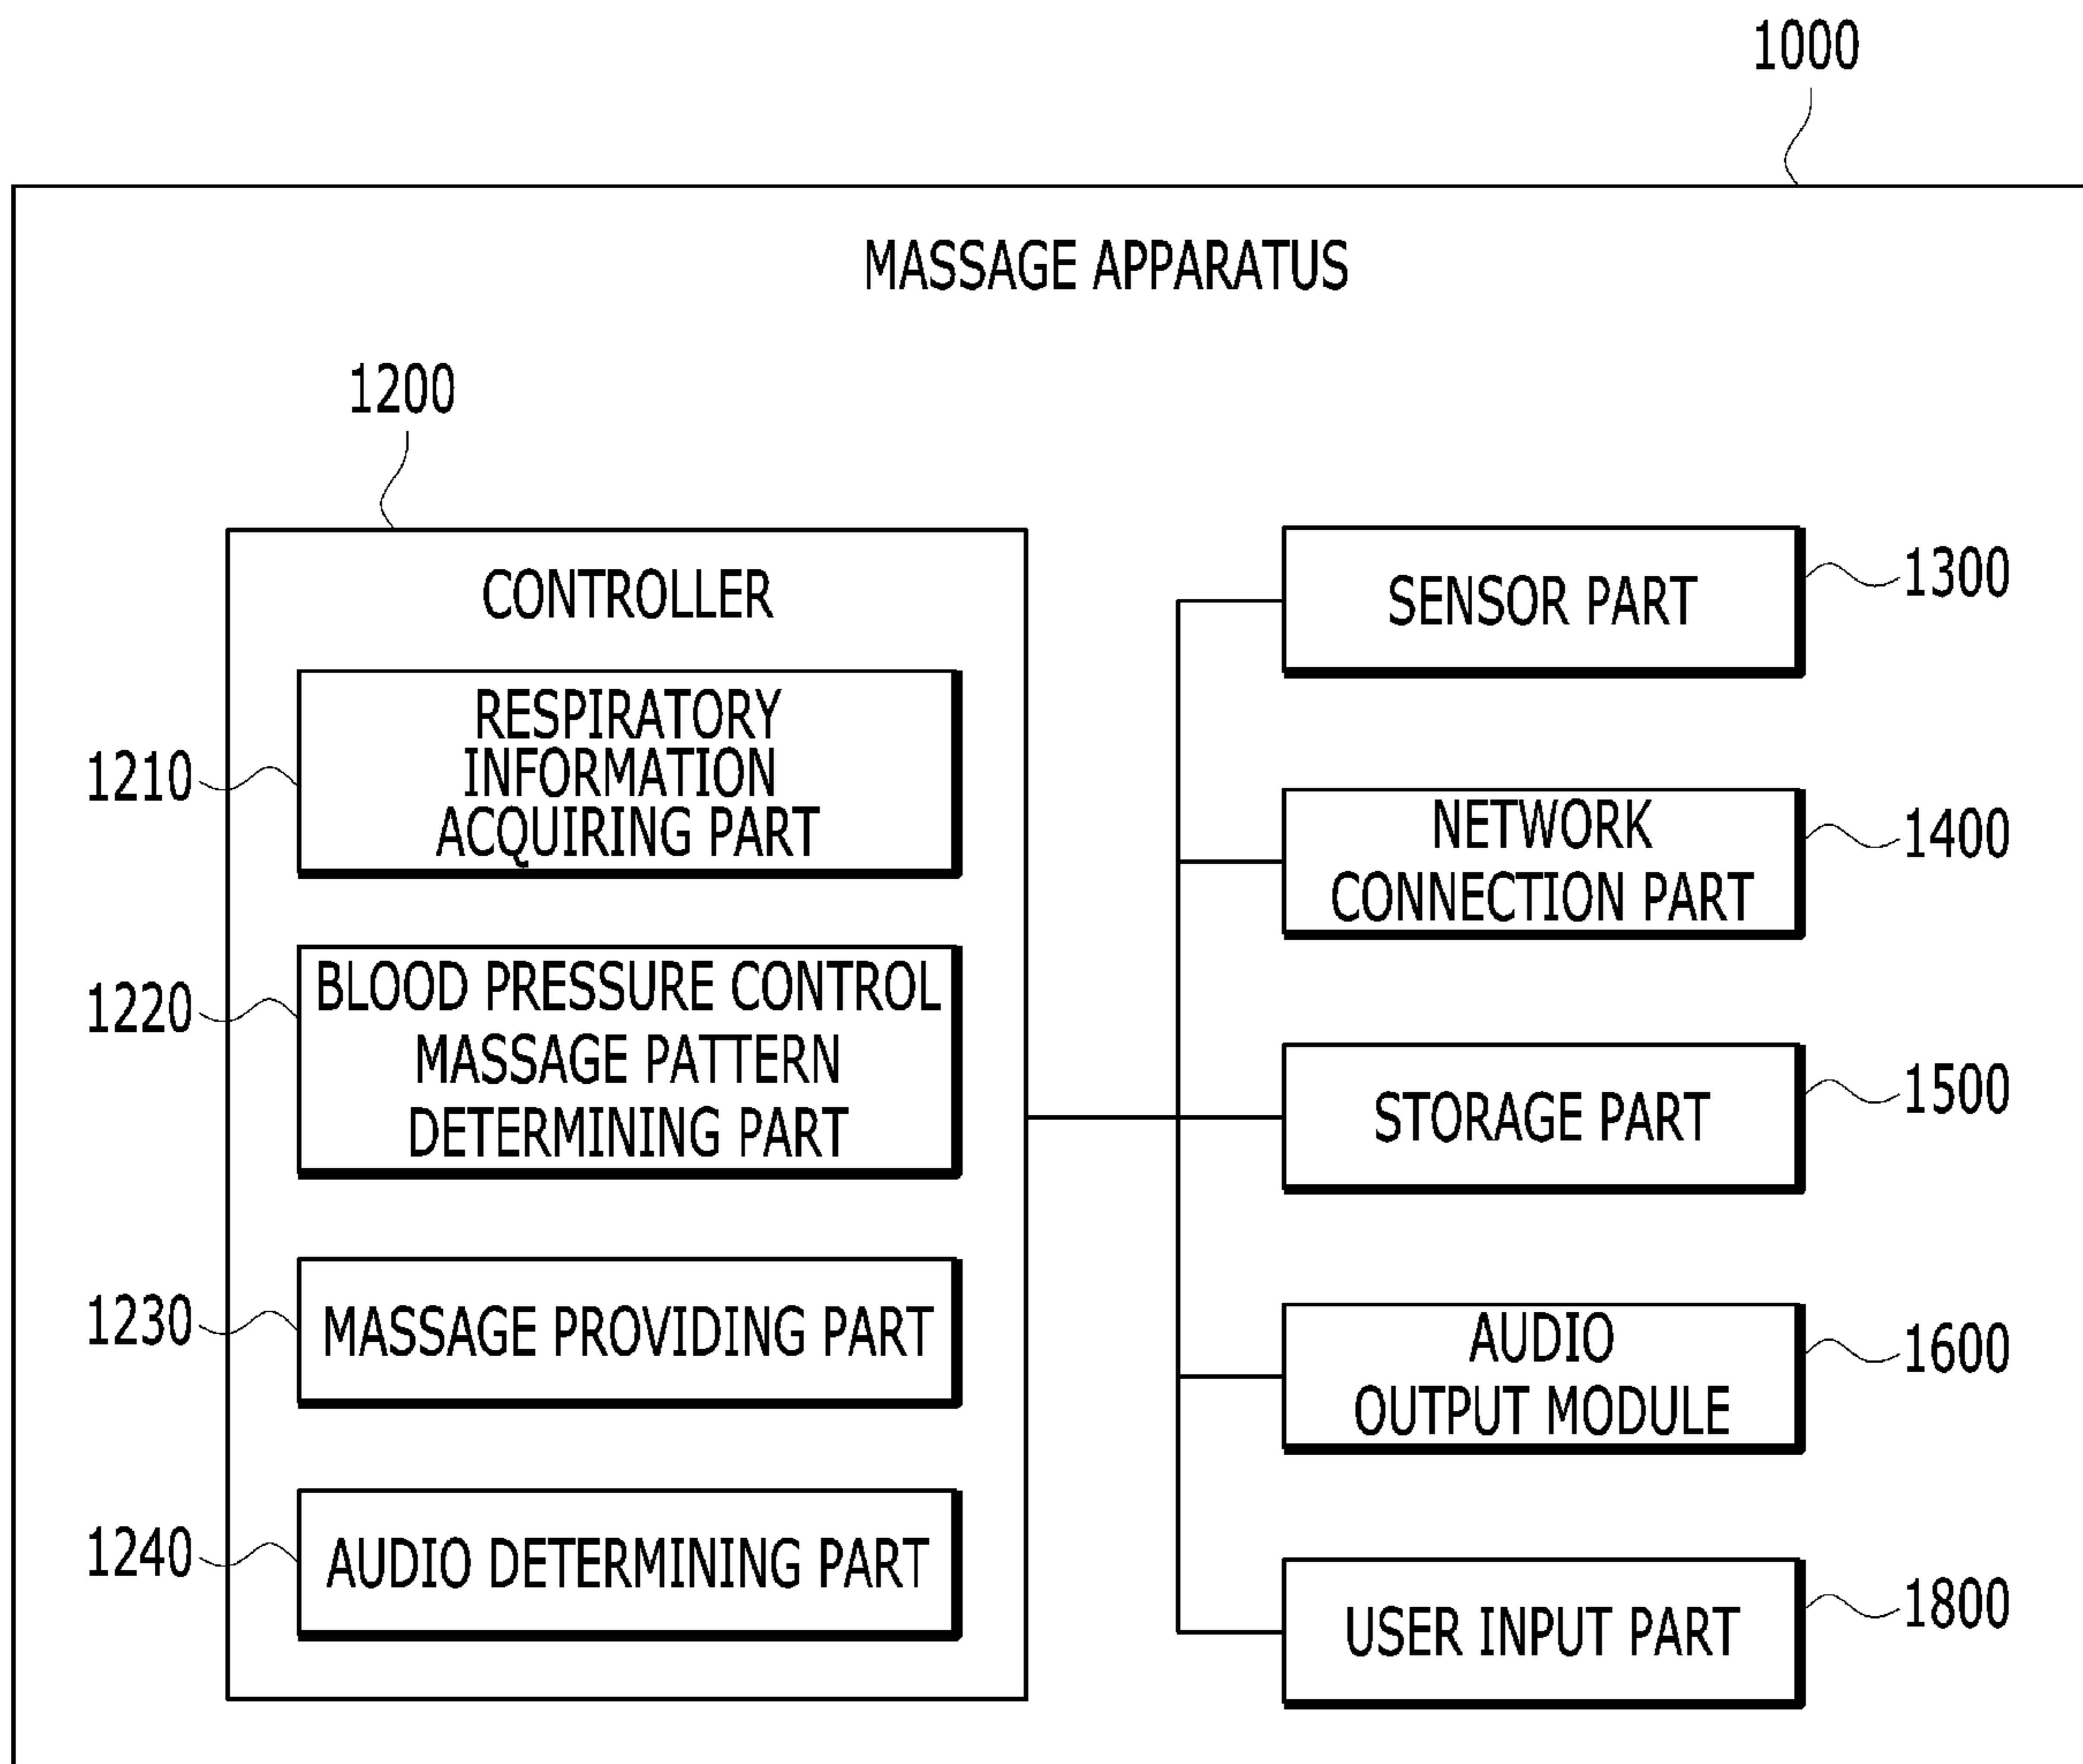 1000
MASSAGE APPARATUS
1200
CONTROLLER
1210
RESPIRATORY
INFORMATION
ACQUIRING PART
1220
BLOOD PRESSURE CONTROL
MASSAGE PATTERN
DETERMINING PART
1230
MASSAGE PROVIDING PART
1240
AUDIO DETERMINING PART
SENSOR PART
1300
NETWORK
CONNECTION PART
1400
STORAGE PART
1500
AUDIO
OUTPUT MODULE
1600
USER INPUT PART
1800